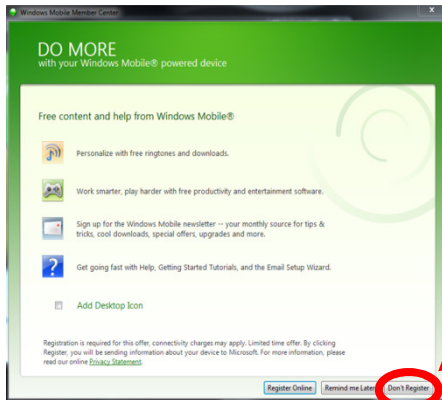 Windows Mobile Member Center
x
DO MORE
with your Windows Mobile® powered device
Free content and help from Windows Mobile®
Personalize with free ringtones and downloads.
Work smarter, play harder with free productivity and entertainment software.
Sign up for the Windows Mobile newsletter -- your monthly source for tips &
tricks, cool downloads, special offers, upgrades and more.
?
Get going fast with Help, Getting Started Tutorials, and the Email Setup Wizard.
Add Desktop Icon
Registration is required for this offer, connectivity charges may apply. Limited time offer. By clicking
Register, you will be sending information about your device to Microsoft. For more information, please
read our online Privacy Statement.
Register Online Remind me Later Don't Register